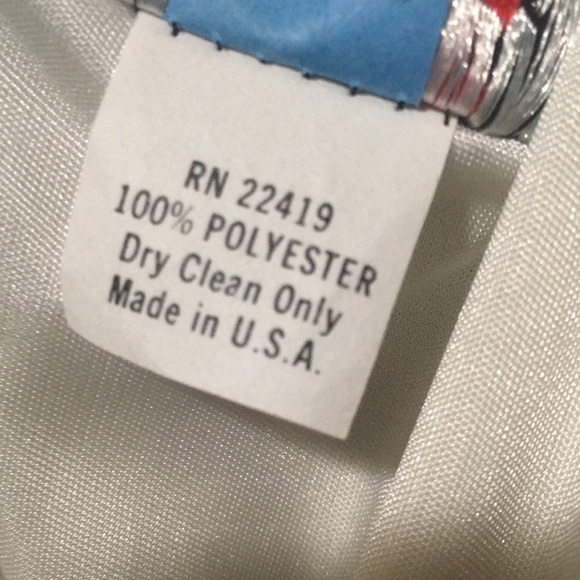 RN 22419
100% POLYESTER
Dry Clean Only
Made in U.S.A.